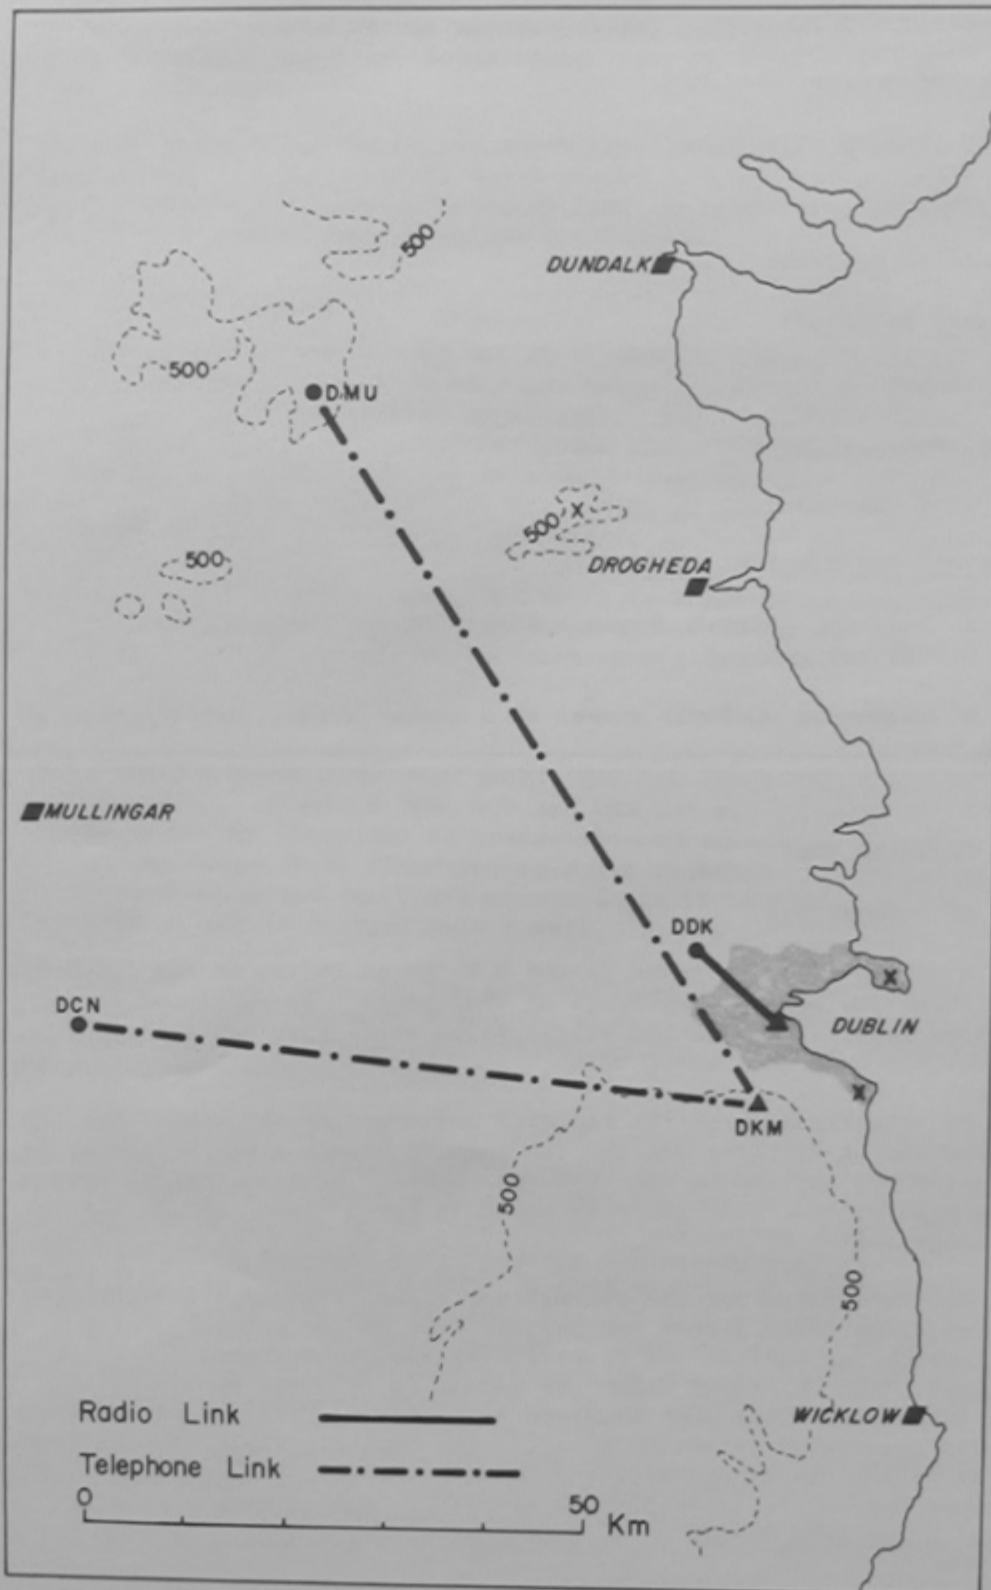 500
DUNDALK
500
DMU
500
X
500
DROGHEDA
MULLINGAR
DDK
X
DCN
DUBLIN
X
DKM
500
500
Radio Link
WICKLOW
Telephone Link
0 50
Km